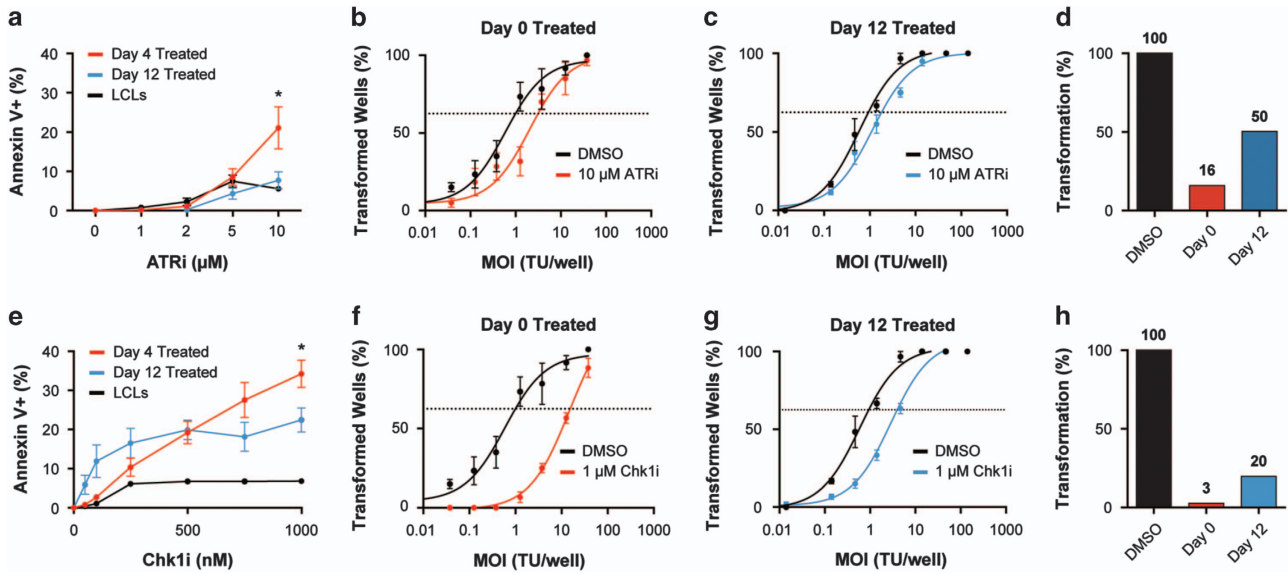 a
Annexin V+ (%)
40
30
20
10
0
Day 4 Treated
Day 12 Treated
LCLs
*
0 1 2 5 10
ATRi (µM)
b
Day 0 Treated
Transformed Wells (%)
100
50
0
DMSO
10 µM ATRi
0.01 0.1 1 10 100 1000
MOI (TU/well)
c
Day 12 Treated
Transformed Wells (%)
100
50
0
DMSO
10 µM ATRi
0.01 0.1 1 10 100 1000
MOI (TU/well)
d
Transformation (%)
100
50
0
100
16
50
DMSO
Day 0
Day 12
e
Annexin V+ (%)
40
30
20
10
0
Day 4 Treated
Day 12 Treated
LCLs
*
0 500 1000
Chk1i (nM)
f
Day 0 Treated
Transformed Wells (%)
100
50
0
DMSO
1 µM Chk1i
0.01 0.1 1 10 100 1000
MOI (TU/well)
g
Day 12 Treated
Transformed Wells (%)
100
50
0
DMSO
1 µM Chk1i
0.01 0.1 1 10 100 1000
MOI (TU/well)
h
Transformation (%)
100
50
0
100
3
20
DMSO
Day 0
Day 12